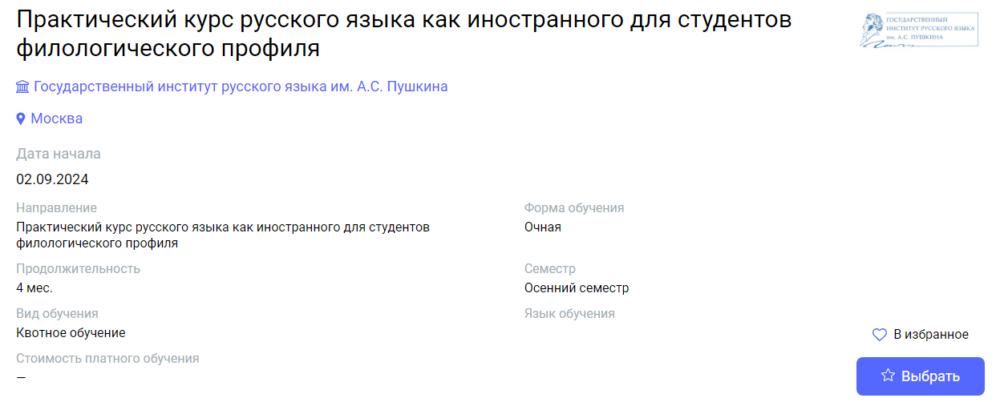 Практический курс русского языка как иностранного для студентов
филологического профиля
ГОСУДАРСТВЕННЫЙ
ИНСТИТУТ РУССКОГО ЯЗЫКА
ИМ. А.С. ПУШКИНА
Государственный институт русского языка им. А.С. Пушкина
Москва
Дата начала
02.09.2024
Направление
Практический курс русского языка как иностранного для студентов
филологического профиля
Форма обучения
Очная
Продолжительность
4 мес.
Семестр
Осенний семестр
Вид обучения
Квотное обучение
Язык обучения
Стоимость платного обучения
—
В избранное
Выбрать